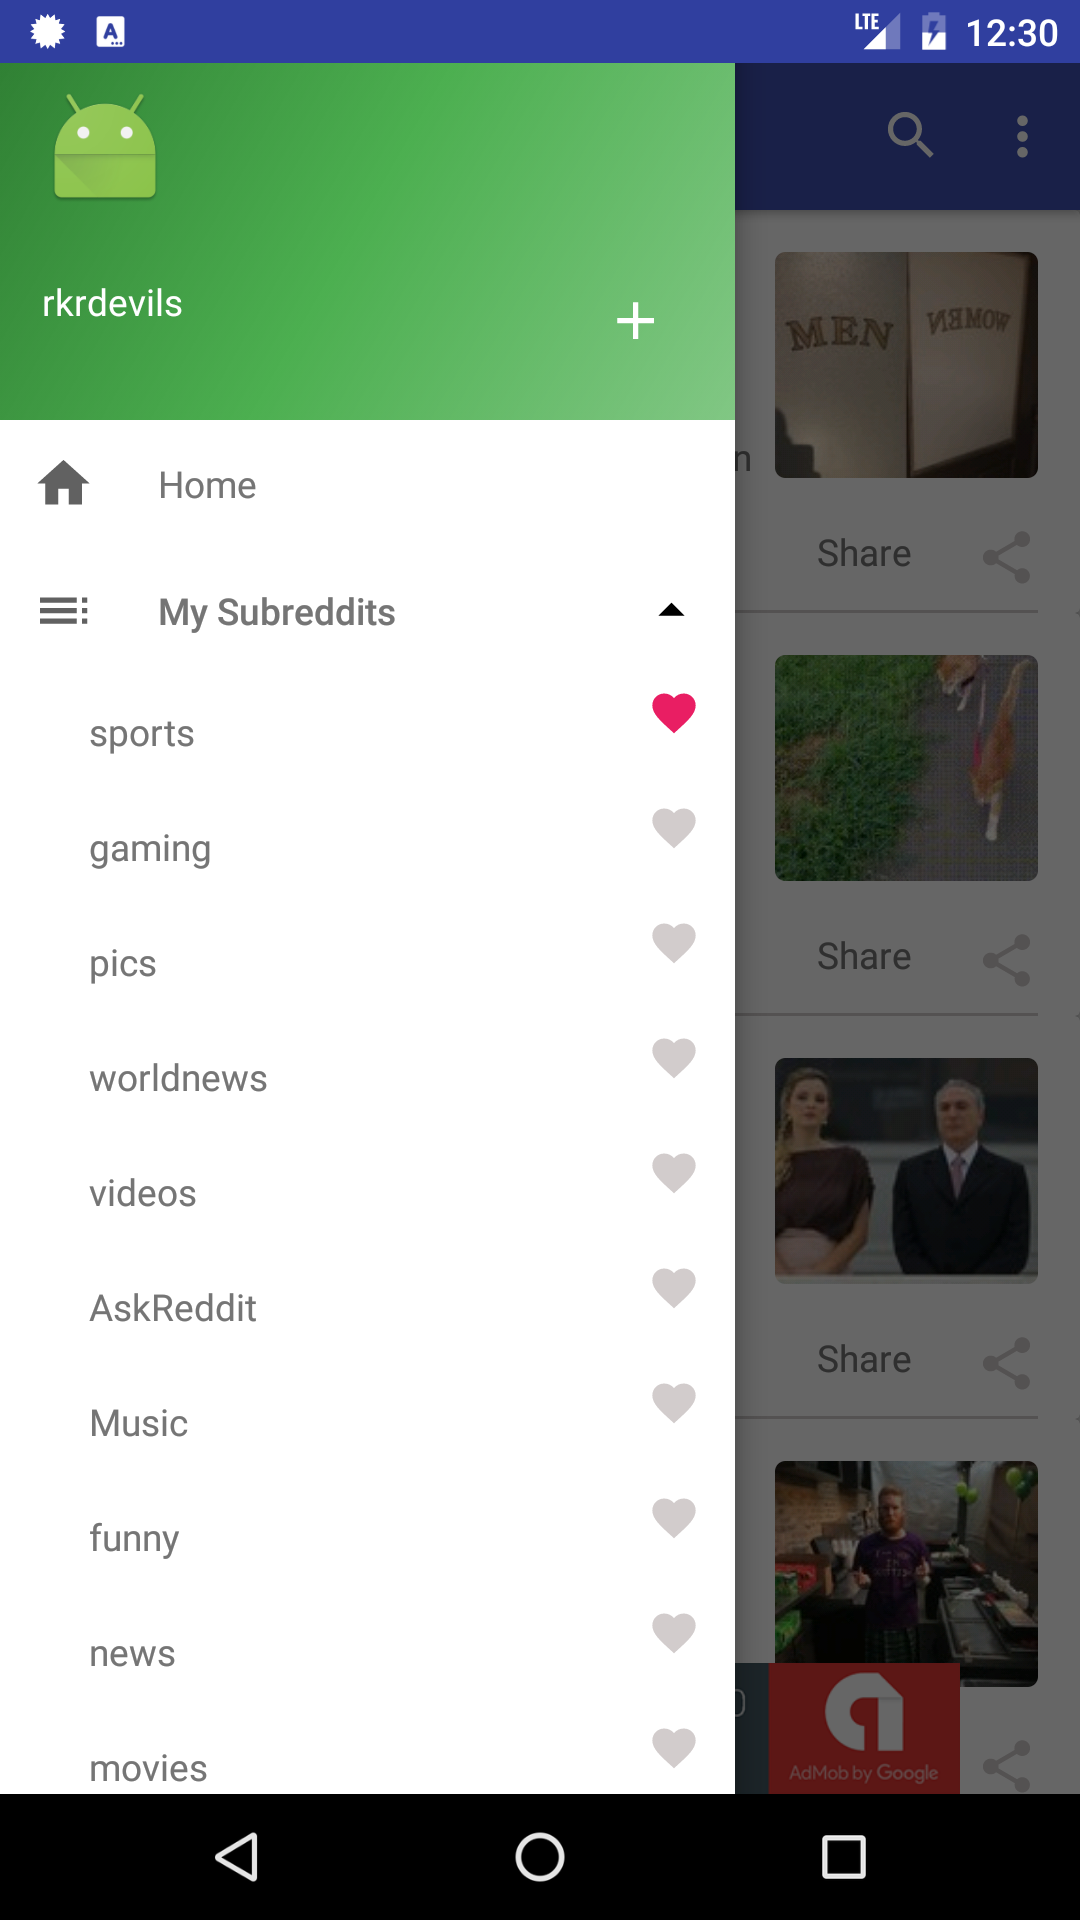 LTE 12:30
rkrdevils
MEN WOMEN
n
Home
Share
My Subreddits
sports
gaming
pics
Share
worldnews
videos
AskReddit
Share
Music
funny
news
movies
AdMob by Google